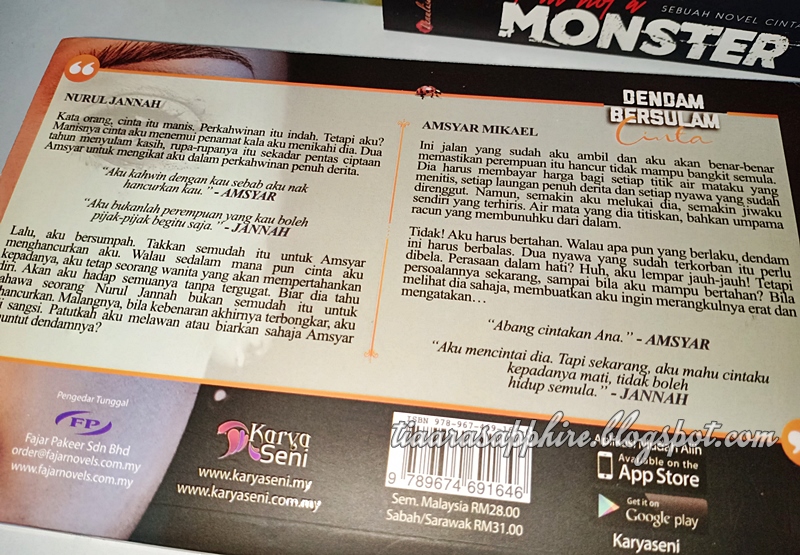 SEBUAH NOVEL CINTA
MONSTER
DENDAM
BERSULAM
Cinta
NURUL JANNAH
Kata orang, cinta itu manis. Perkahwinan itu indah. Tetapi aku?
Manisnya cinta aku menemui penamat kala aku menikahi dia. Dua
tahun menyulam kasih, rupa-rupanya itu sekadar pentas ciptaan
Amsyar untuk mengikat aku dalam perkahwinan penuh derita.
“Aku kahwin dengan kau sebab aku nak
hancurkan kau.” - AMSYAR
“Aku bukanlah perempuan yang kau boleh
pijak-pijak begitu saja.” - JANNAH
Lalu, aku bersumpah. Takkan semudah itu untuk Amsyar
menghancurkan aku. Walau sedalam mana pun cinta aku
kepadanya, aku tetap seorang wanita yang akan mempertahankan
diri. Akan aku hadap semuanya tanpa tergugat. Biar dia tahu
ahawa seorang Nurul Jannah bukan semudah itu untuk
hancurkan. Malangnya, bila kebenaran akhirnya terbongkar, aku
i sangsi. Patutkah aku melawan atau biarkan sahaja Amsyar
untut dendamnya?
AMSYAR MIKAEL
Ini jalan yang sudah aku ambil dan aku akan benar-benar
memastikan perempuan itu hancur tidak mampu bangkit semula.
Dia harus membayar harga bagi setiap titik air mataku yang
menitis, setiap laungan penuh derita dan setiap nyawa yang sudah
direnggut. Namun, semakin aku melukai dia, semakin jiwaku
sendiri yang terhiris. Air mata yang dia titiskan, bahkan umpama
racun yang membunuhku dari dalam.
Tidak! Aku harus bertahan. Walau apa pun yang berlaku, dendam
ini harus berbalas. Dua nyawa yang sudah terkorban itu perlu
dibela. Perasaan dalam hati? Huh, aku lempar jauh-jauh! Tetapi
persoalannya sekarang, sampai bila aku mampu bertahan? Bila
melihat dia saja, membuatkan aku ingin merangkulnya erat dan
mengatakan…
“Abang cintakan Ana.” - AMSYAR
“Aku mencintai dia. Tapi sekarang, aku mahu cintaku
kepadanya mati, tidak boleh
hidup semula.” - JANNAH
Pengedar Tunggal
FP
Fajar Pakeer Sdn Bhd
order@fajarnovels.com.my
www.fajarnovels.com.my
Karya
Seni
www.karyaseni.my
www.karyaseni.com.my
ISBN 978-967
9 789674 691646
Sem. Malaysia RM28.00
Sabah/Sarawak RM31.00
tiaarasapphire.blogspot.com
Available on the
App Store
Get it on
Google play
Karyaseni